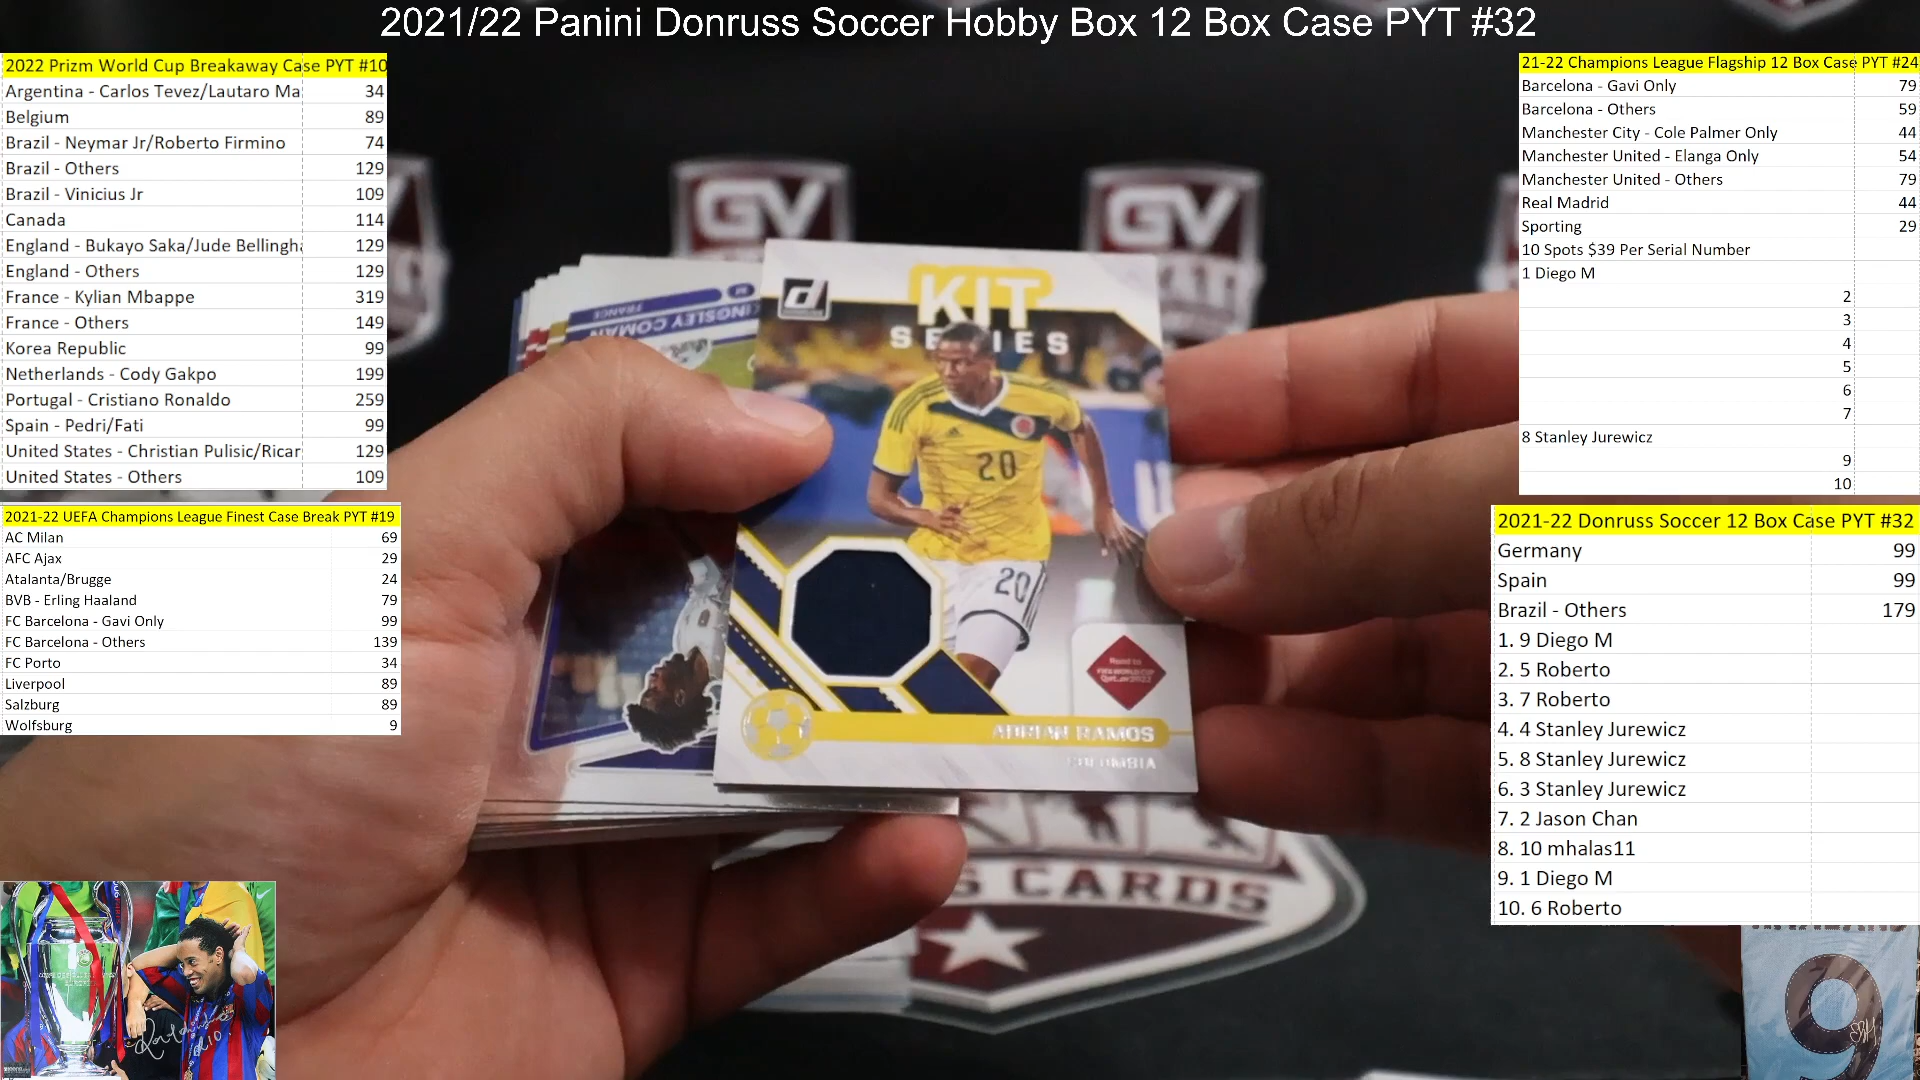 2021/22 Panini Donruss Soccer Hobby Box 12 Box Case PYT #32
2022 Prizm World Cup Breakaway Case PYT #10
Argentina - Carlos Tevez/Lautaro Ma 34
Belgium 89
Brazil - Neymar Jr/Roberto Firmino 74
Brazil - Others 129
Brazil - Vinicius Jr 109
Canada 114
England - Bukayo Saka/Jude Bellingha 129
England - Others 129
France - Kylian Mbappe 319
France - Others 149
Korea Republic 99
Netherlands - Cody Gakpo 199
Portugal - Cristiano Ronaldo 259
Spain - Pedri/Fati 99
United States - Christian Pulisic/Ricar 129
United States - Others 109
2021-22 UEFA Champions League Finest Case Break PYT #19
AC Milan 69
AFC Ajax 29
Atalanta/Brugge 24
BVB - Erling Haaland 79
FC Barcelona - Gavi Only 99
FC Barcelona - Others 139
FC Porto 34
Liverpool 89
Salzburg 89
Wolfsburg 9
GV
GV
FRANCE
INGSLEY COMAN
d
KIT
SERIES
20
20
Road to
FIFA WORLD CUP
Qatar2022
ADRIAN RAMOS
COLOMBIA
S CARDS
21-22 Champions League Flagship 12 Box Case PYT #24
Barcelona - Gavi Only 79
Barcelona - Others 59
Manchester City - Cole Palmer Only 44
Manchester United - Elanga Only 54
Manchester United - Others 79
Real Madrid 44
Sporting 29
10 Spots $39 Per Serial Number
1 Diego M
2
3
4
5
6
7
8 Stanley Jurewicz
9
10
2021-22 Donruss Soccer 12 Box Case PYT #32
Germany 99
Spain 99
Brazil - Others 179
1. 9 Diego M
2. 5 Roberto
3. 7 Roberto
4. 4 Stanley Jurewicz
5. 8 Stanley Jurewicz
6. 3 Stanley Jurewicz
7. 2 Jason Chan
8. 10 mhalas11
9. 1 Diego M
10. 6 Roberto
9